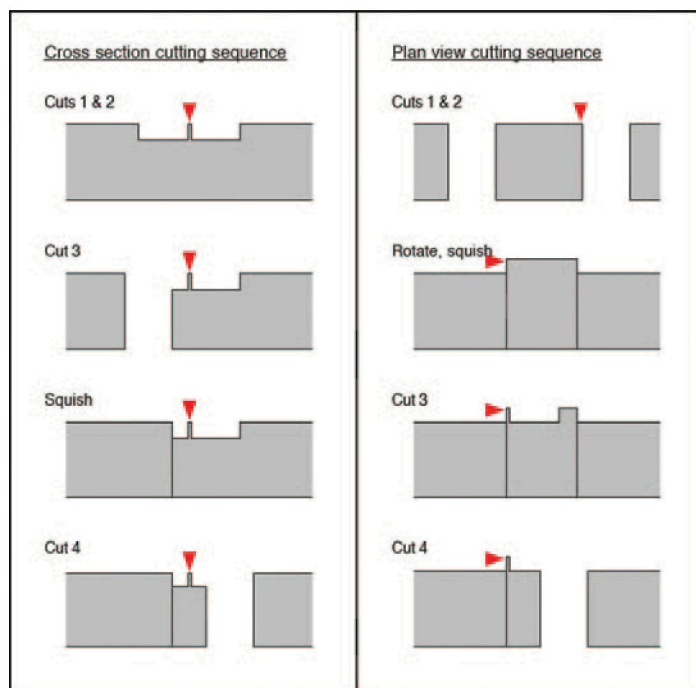 Cross section cutting sequence
Cuts 1 & 2
Cut 3
Squish
Cut 4
Plan view cutting sequence
Cuts 1 & 2
Rotate, squish
Cut 3
Cut 4